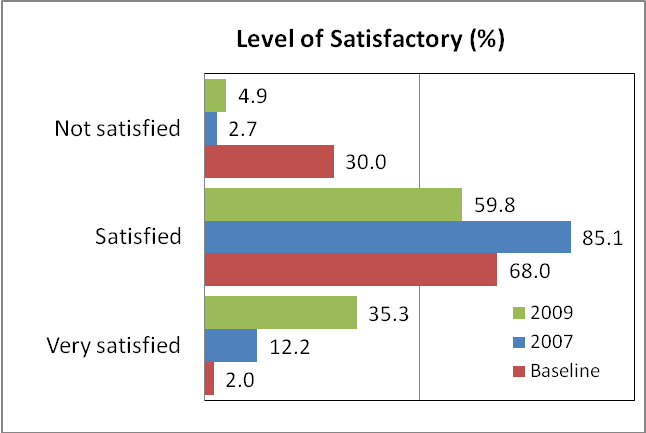 Level of Satisfactory (%)
Not satisfied
4.9
2.7
30.0
Satisfied
59.8
85.1
68.0
Very satisfied
35.3
12.2
2.0
2009
2007
Baseline